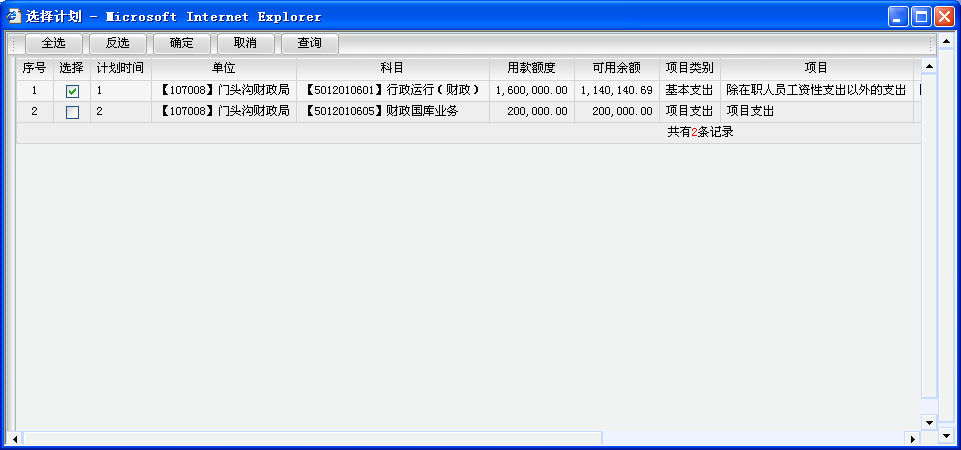 选择计划 - Microsoft Internet Explorer
全选 反选 确定 取消 查询
序号 选择 计划时间 单位 科目 用款额度 可用余额 项目类别 项目
1 1 【107008】门头沟财政局 【5012010601】行政运行（财政） 1,600,000.00 1,140,140.69 基本支出 除在职人员工资性支出以外的支出
2 2 【107008】门头沟财政局 【5012010605】财政国库业务 200,000.00 200,000.00 项目支出 项目支出
共有2条记录